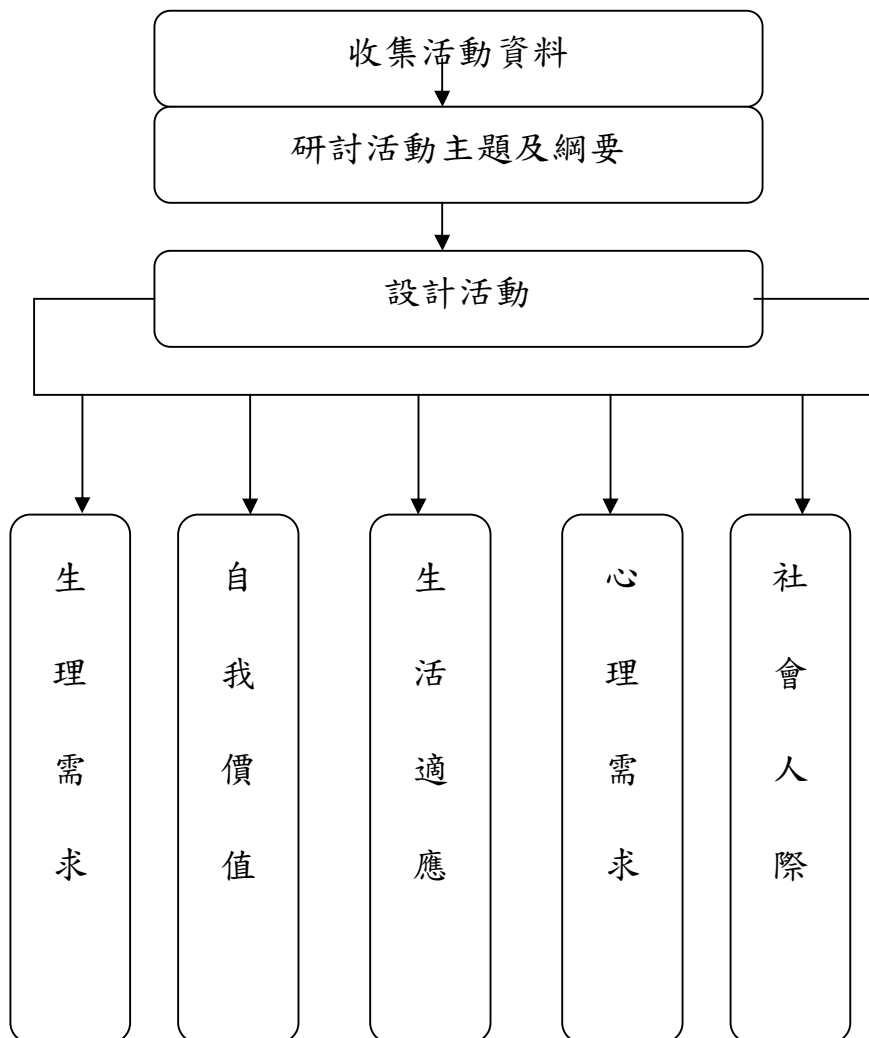 收集活動資料
研討活動主題及綱要
設計活動
生理需求
自我價值
生活適應
心理需求
社會人際